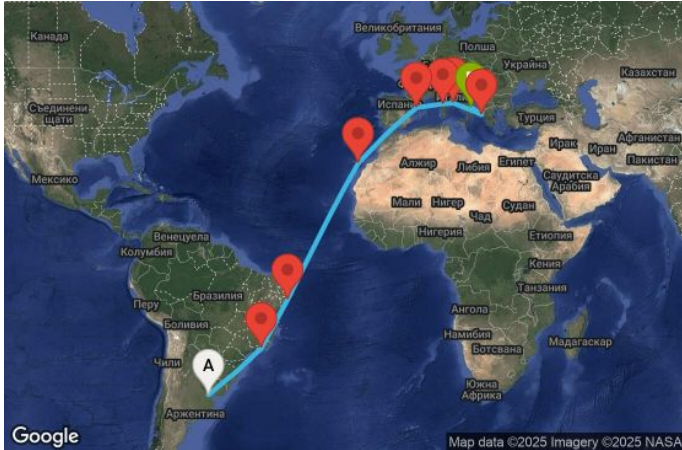 Канада
Великобритания
Полша
Украйна
Казахстан
Съединени
щати
Испани
Турция
Мексико
Алжир
Либия
Египет
Ирак
Иран
Афганистан
Пакистан
Саудитска
Арабия
Мали
Нигер
Чад
Судан
Венецуела
Колумбия
Нигерия
Етиопия
Кения
Перу
Бразилия
Танзания
Ангола
Боливия
Намибия
Ботсвана
Мадагаскар
Чили
A
Южна
Африка
Аржентина
Google
Map data ©2025 Imagery ©2025 NASA